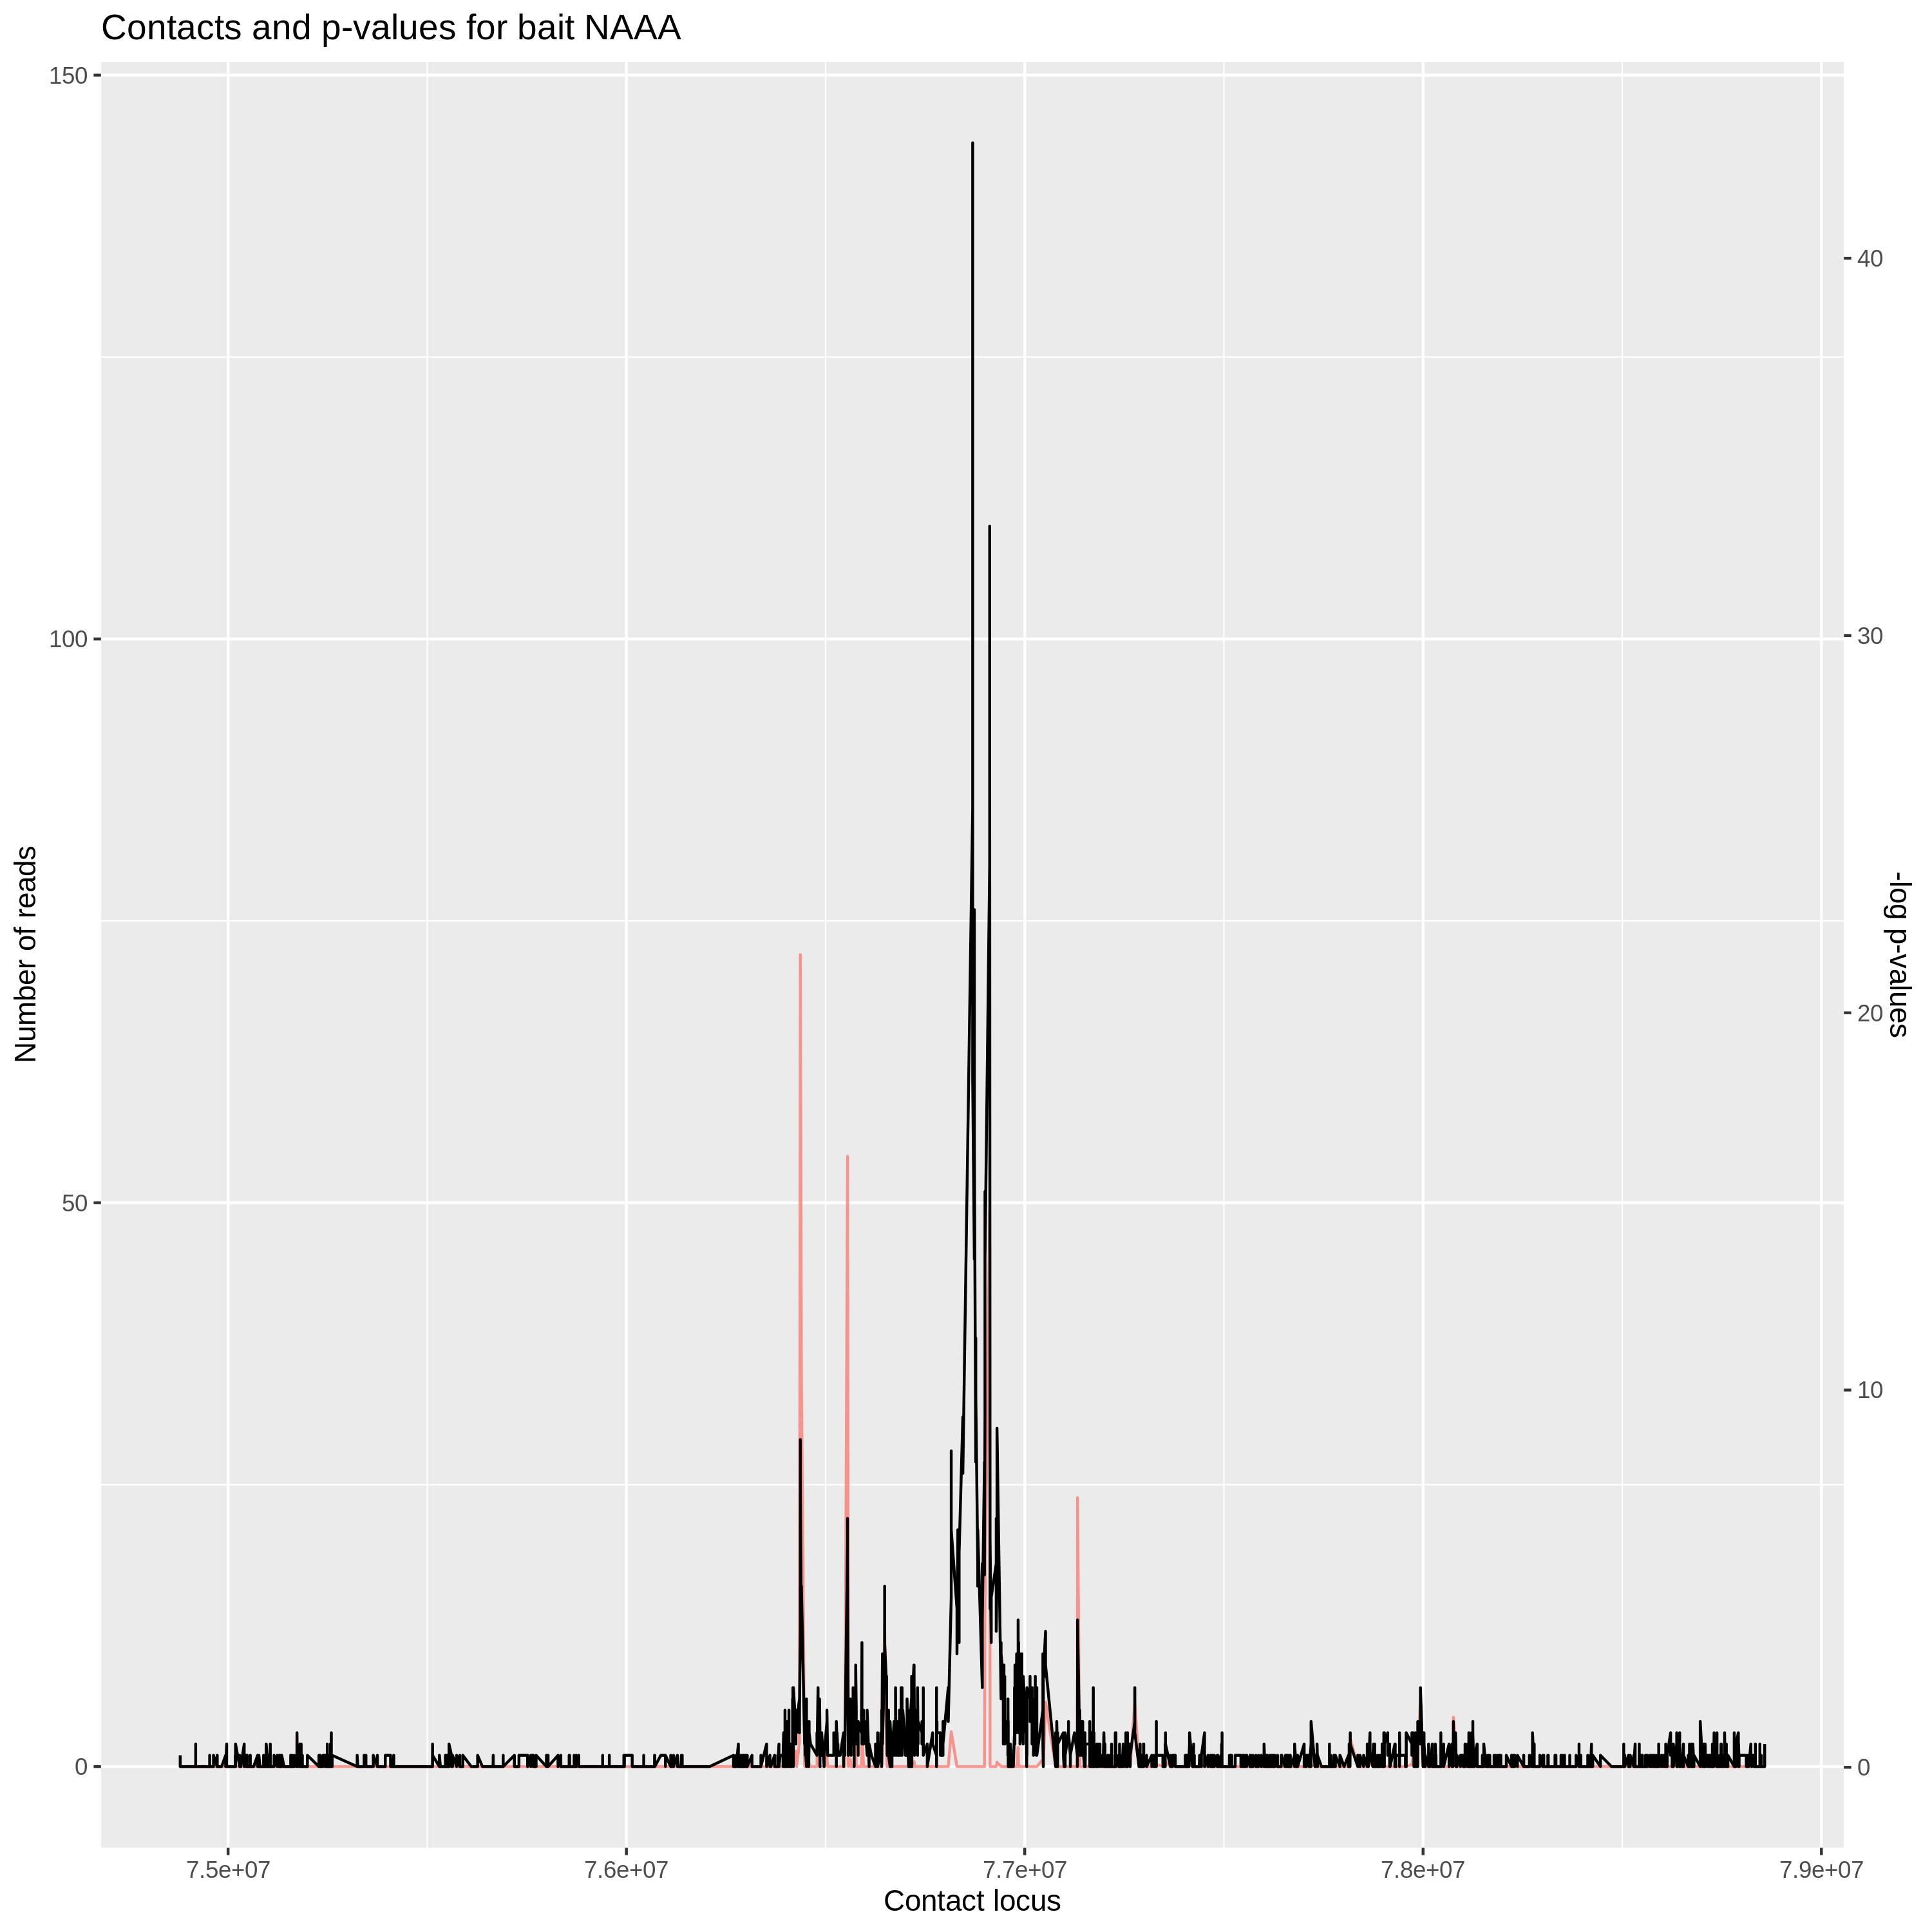 Contacts and p-values for bait NAAA
150
100
50
0
Number of reads
40
30
20
10
0
-log p-values
7.5e+07
7.6e+07
7.7e+07
7.8e+07
7.9e+07
Contact locus